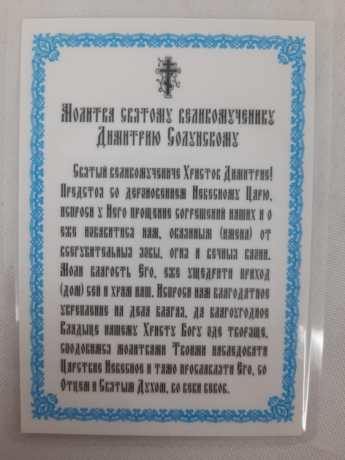 Молитва святому великомученику
Димитрию Солунскому
Святый великомучениче Христов Димитрие!
Предстоя со дерзновением Небесному Царю,
испроси у Него прощение согрешений наших и о
еже избавитися нам, окаянным (имена) от
всегубительныя язвы, огня и вечныя казни.
Моли благость Его, еже ущедрити приход
(дом) сей и храм наш. Испроси нам благодатное
укрепление на дела благая, да благоугодное
Владыце нашему Христу Богу зде творяще,
сподобимся молитвами Твоими наследовати
Царствие Небесное и тамо прославляти Его, со
Отцем и Святым Духом, во веки веков.